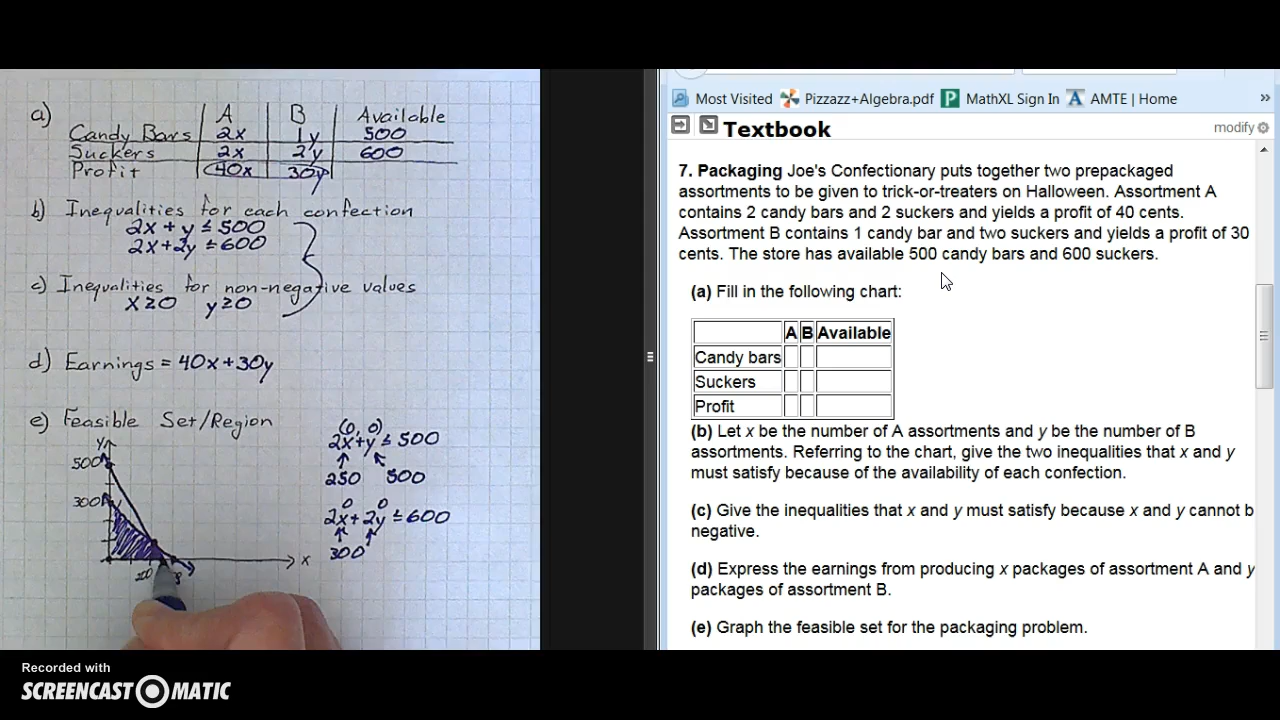 a)
A B Available
Candy Bars 2x 1y 500
Suckers 2x 2y 600
Profit 40x 30y
b) Inequalities for each confection
2x + y ≤ 500
2x+2y ≤ 600
c) Inequalities for non-negative values
x ≥ 0 y ≥ 0
d) Earnings = 40x+30y
e) Feasible Set/Region
y
500
300
x
(0, 0)
2x+y ≤ 500
250 500
0 0
2x+2y ≤ 600
300
Recorded with
SCREENCAST MATIC
Most Visited Pizzazz+Algebra.pdf MathXL Sign In AMTE | Home »
Textbook modify
7. Packaging Joe's Confectionary puts together two prepackaged
assortments to be given to trick-or-treaters on Halloween. Assortment A
contains 2 candy bars and 2 suckers and yields a profit of 40 cents.
Assortment B contains 1 candy bar and two suckers and yields a profit of 30
cents. The store has available 500 candy bars and 600 suckers.
(a) Fill in the following chart:
A B Available
Candy bars
Suckers
Profit
(b) Let x be the number of A assortments and y be the number of B
assortments. Referring to the chart, give the two inequalities that x and y
must satisfy because of the availability of each confection.
(c) Give the inequalities that x and y must satisfy because x and y cannot b
negative.
(d) Express the earnings from producing x packages of assortment A and y
packages of assortment B.
(e) Graph the feasible set for the packaging problem.